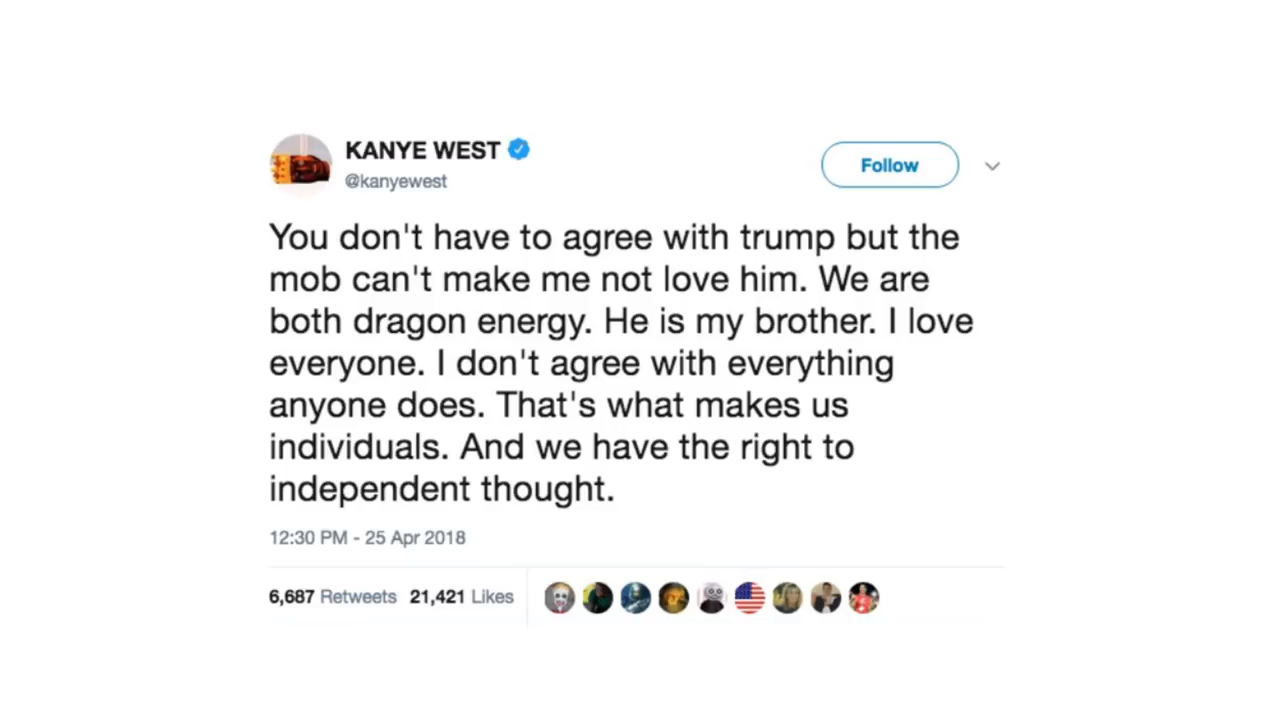 KANYE WEST
@kanyewest
Follow
You don't have to agree with trump but the
mob can't make me not love him. We are
both dragon energy. He is my brother. I love
everyone. I don't agree with everything
anyone does. That's what makes us
individuals. And we have the right to
independent thought.
12:30 PM - 25 Apr 2018
6,687 Retweets 21,421 Likes